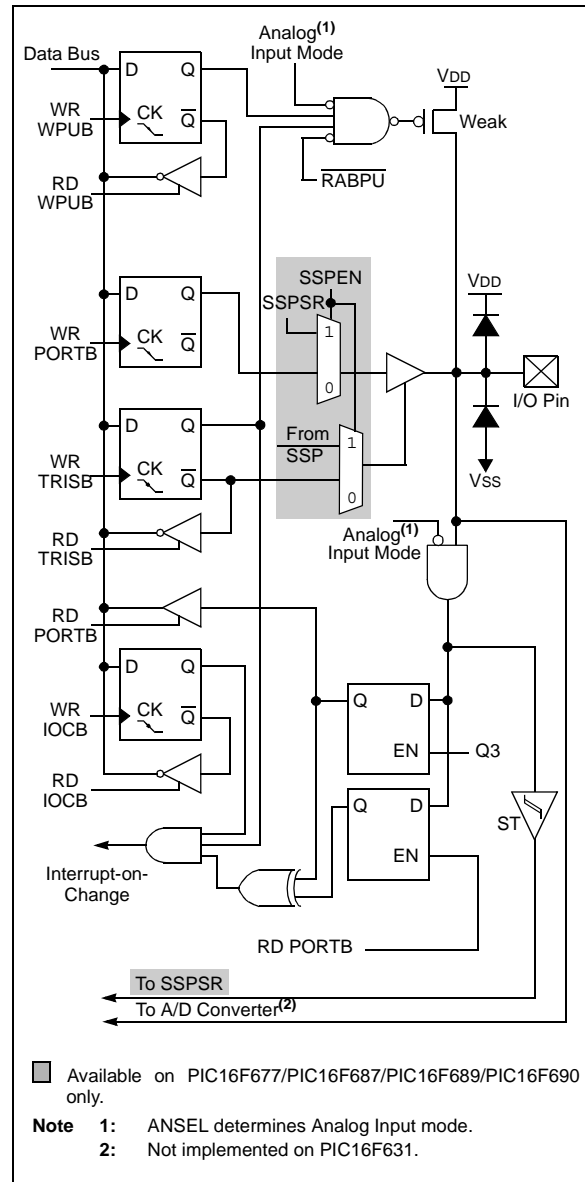 Analog(1)
Input Mode
Data Bus
D Q
VDD
WR
WPUB
CK Q
Weak
RD
WPUB
RABPU
SSPEN
SSPSR
VDD
D Q
1
WR
PORTB
CK Q
0
I/O Pin
D Q
From
SSP
1
WR
TRISB
CK Q
0
VSS
Analog(1)
Input Mode
RD
TRISB
RD
PORTB
D Q
Q D
WR
IOCB
CK Q
EN
Q3
RD
IOCB
Q D
ST
EN
Interrupt-on-
Change
RD PORTB
To SSPSR
To A/D Converter(2)
Available on PIC16F677/PIC16F687/PIC16F689/PIC16F690
only.
Note 1: ANSEL determines Analog Input mode.
2: Not implemented on PIC16F631.